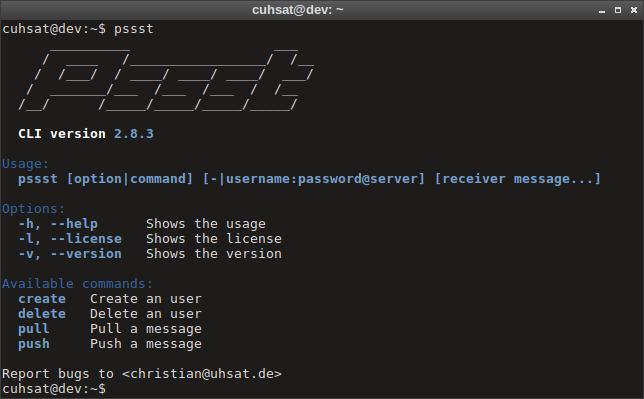 cuhsat@dev: ~
cuhsat@dev:~$ pssst
Pssst
CLI version 2.8.3
Usage:
pssst [option|command] [-|username:password@server] [receiver message...]
Options:
-h, --help Shows the usage
-l, --license Shows the license
-v, --version Shows the version
Available commands:
create Create an user
delete Delete an user
pull Pull a message
push Push a message
Report bugs to <christian@uhsat.de>
cuhsat@dev:~$